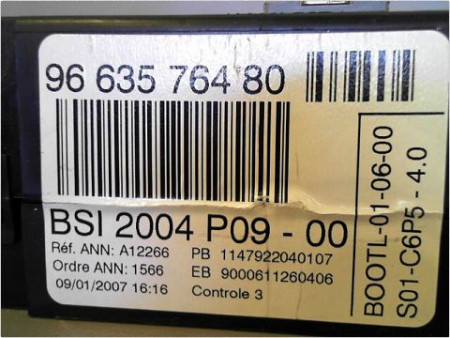 96 635 764 80
BSI 2004 P09 - 00
Réf. ANN: A12266 PB 1147922040107
Ordre ANN: 1566 EB 9000611260406
09/01/2007 16:16 Controle 3
BOOTL-01-06-00
S01-C6P5 - 4.0